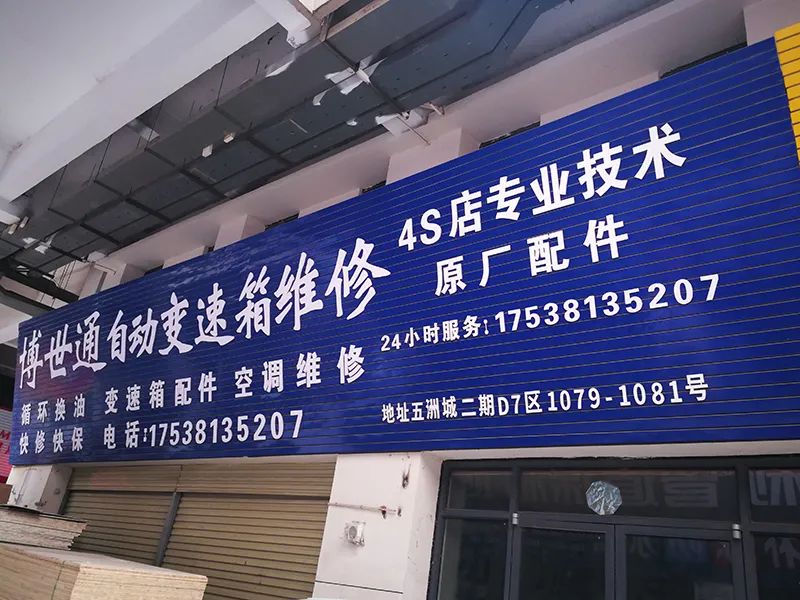 博世通自动变速箱维修
循环换油 变速箱配件 空调维修
快修快保 电话:17538135207
4S店专业技术
原厂配件
24小时服务:17538135207
地址五洲城二期D7区1079-1081号